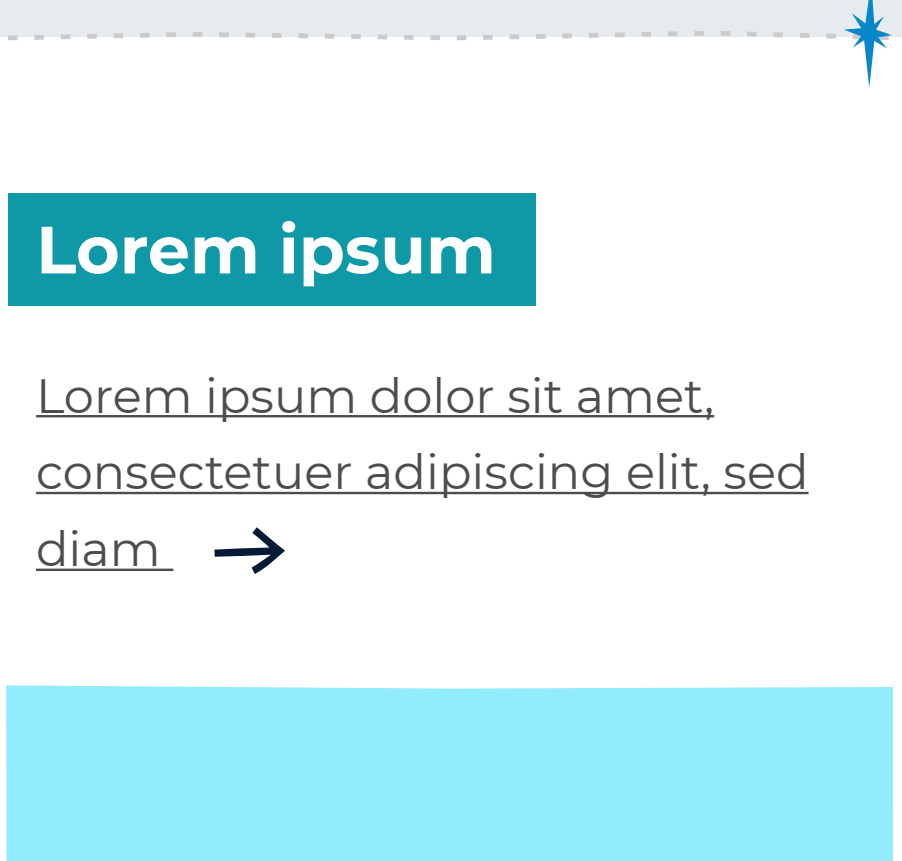 Lorem ipsum
Lorem ipsum dolor sit amet,
consectetuer adipiscing elit, sed
diam